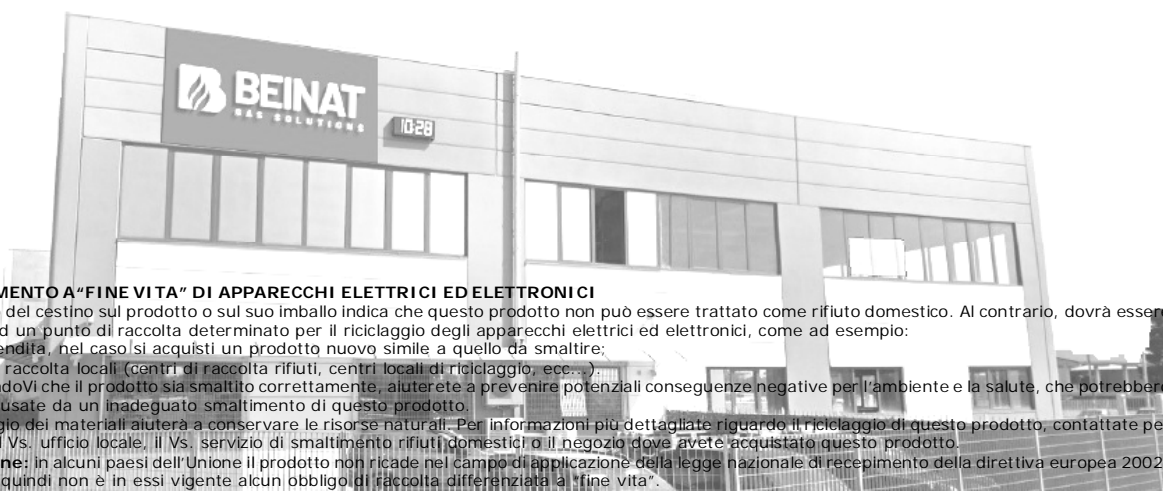 BEINAT
GAS SOLUTIONS
10:28
MENTO A “FINE VITA” DI APPARECCHI ELETTRICI ED ELETTRONICI
del cestino sul prodotto o sul suo imballo indica che questo prodotto non può essere trattato come rifiuto domestico. Al contrario, dovrà essere
d un punto di raccolta determinato per il riciclaggio degli apparecchi elettrici ed elettronici, come ad esempio:
endita, nel caso si acquisti un prodotto nuovo simile a quello da smaltire;
raccolta locali (centri di raccolta rifiuti, centri locali di riciclaggio, ecc...).
doVi che il prodotto sia smaltito correttamente, aiuterete a prevenire potenziali conseguenze negative per l’ambiente e la salute, che potrebbero
usate da un inadeguato smaltimento di questo prodotto.
gio dei materiali aiuterà a conservare le risorse naturali. Per informazioni più dettagliate riguardo il riciclaggio di questo prodotto, contattate pe
l Vs. ufficio locale, il Vs. servizio di smaltimento rifiuti domestici o il negozio dove avete acquistato questo prodotto.
ne: in alcuni paesi dell’Unione il prodotto non ricade nel campo di applicazione della legge nazionale di recepimento della direttiva europea 2002
quindi non è in essi vigente alcun obbligo di raccolta differenziata a “fine vita”.